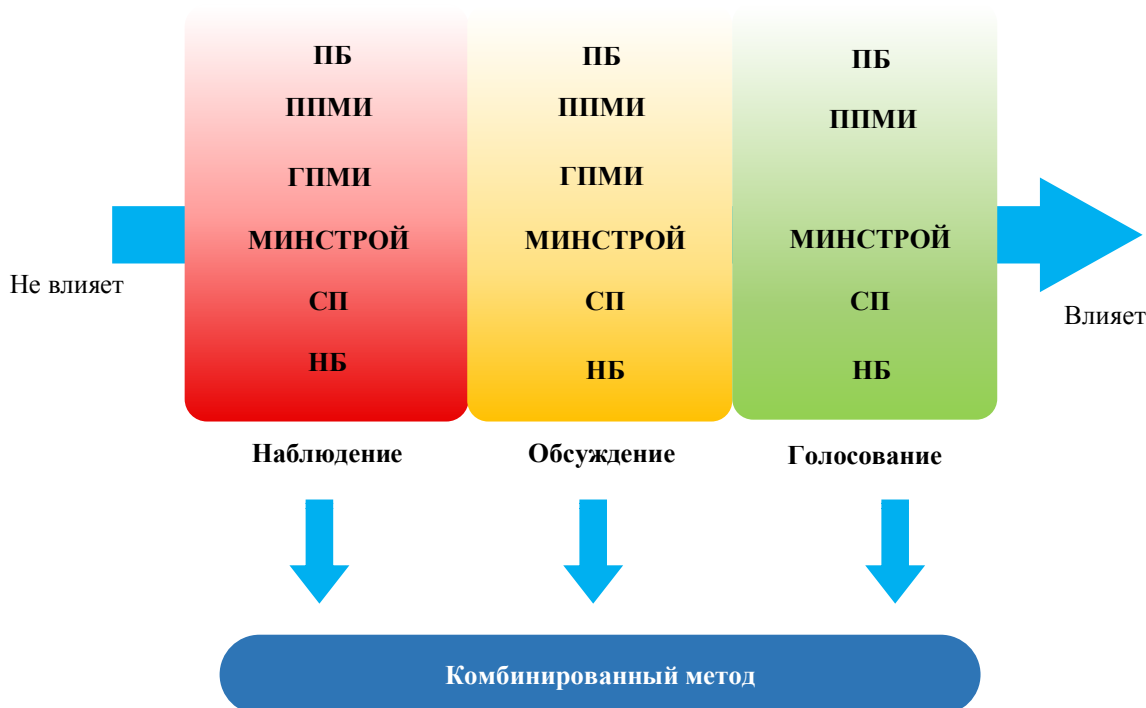 ПБ
ППМИ
ГПМИ
МИНСТРОЙ
СП
НБ
ПБ
ППМИ
ГПМИ
МИНСТРОЙ
СП
НБ
ПБ
ППМИ
МИНСТРОЙ
СП
НБ
Не влияет
Влияет
Наблюдение
Обсуждение
Голосование
Комбинированный метод